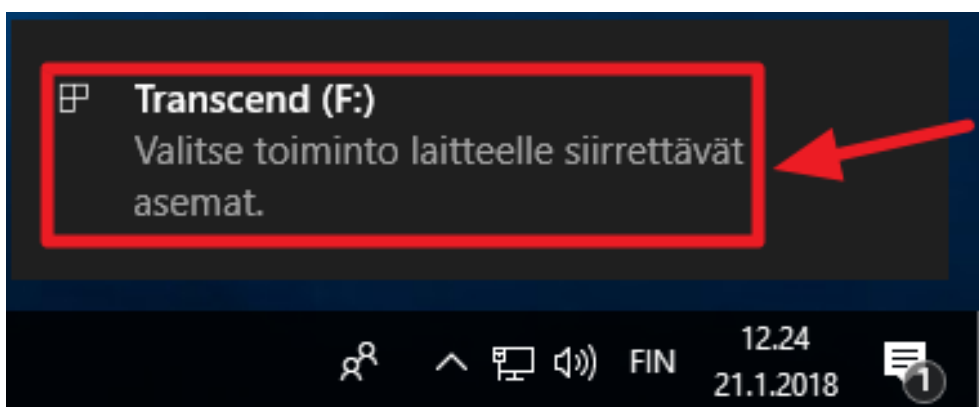 Transcend (F:)
Valitse toiminto laitteelle siirrettävät
asemat.
FIN
12.24
21.1.2018
1